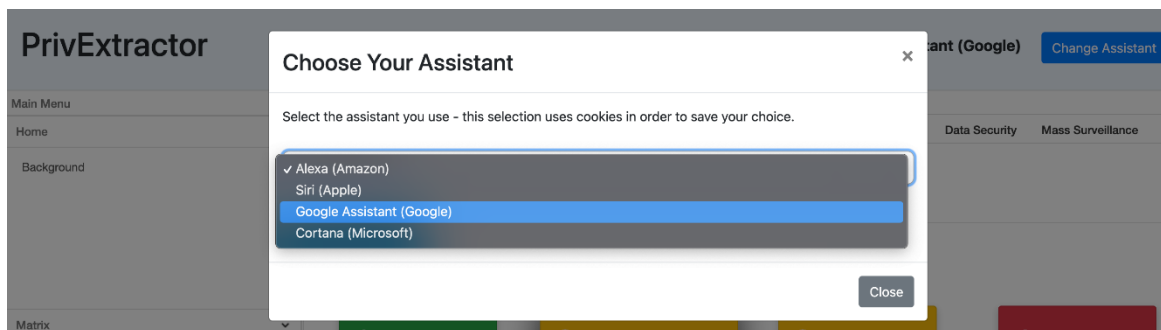 PrivExtractor
tant (Google)
Change Assistant
Choose Your Assistant
×
Main Menu
Home
Background
Select the assistant you use - this selection uses cookies in order to save your choice.
Data Security
Mass Surveillance
✓ Alexa (Amazon)
Siri (Apple)
Google Assistant (Google)
Cortana (Microsoft)
Close
Matrix